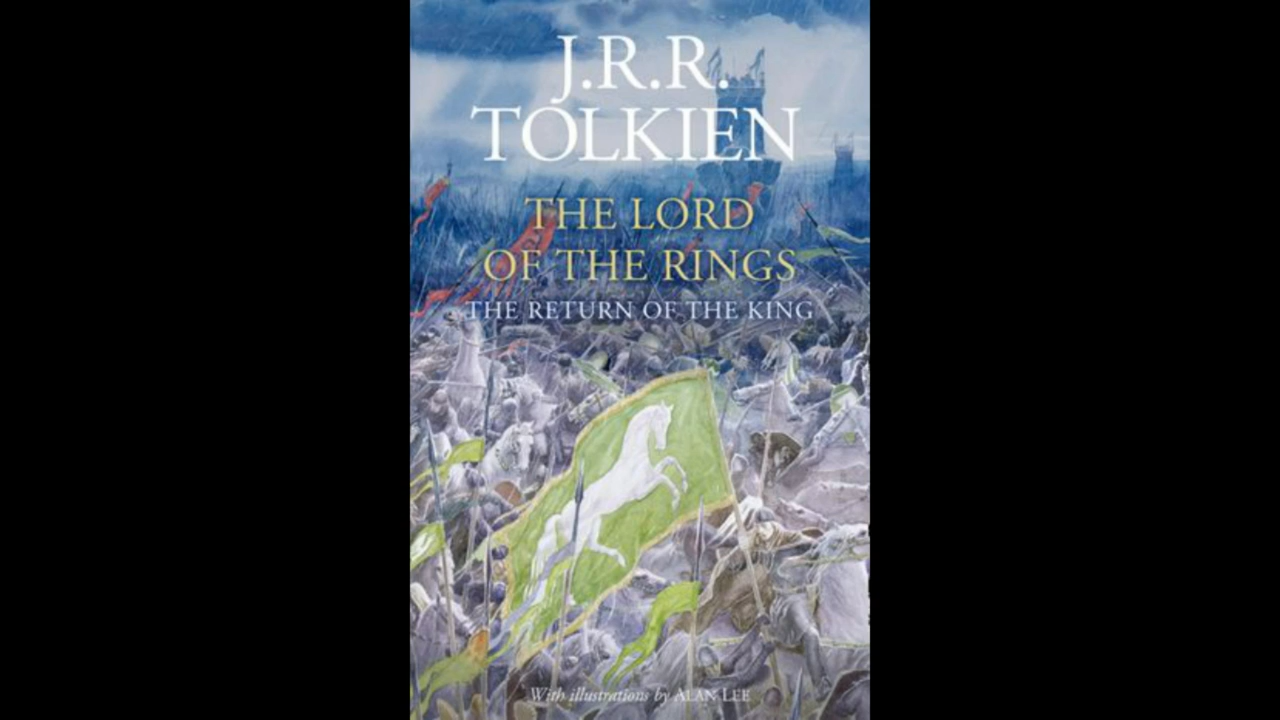 J.R.R.
TOLKIEN
THE LORD
OF THE RINGS
THE RETURN OF THE KING
With illustrations by ALAN LEE